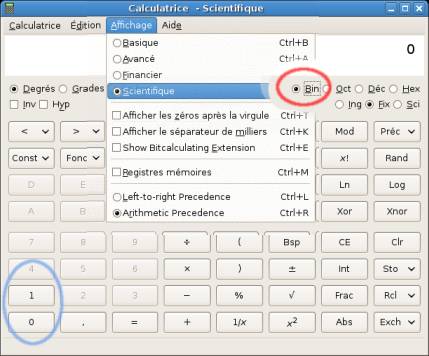 Calculatrice - Scientifique
Calculatrice Édition Affichage Aide
Basique Ctrl+B
Avancé Ctrl+A
Financier
Scientifique
Afficher les zéros après la virgule Ctrl+T
Afficher le séparateur de milliers Ctrl+K
Show Bitcalculating Extension Ctrl+E
Registres mémoires Ctrl+M
Left-to-right Precedence Ctrl+L
Arithmetic Precedence Ctrl+R
0
Degrés Grades Bin Oct Déc Hex
Inv Hyp Ing Fix Sci
< > Mod Préc
Const Fonc x! Rand
D E Ln Log
A B Xor Xnor
7 8 9 ÷ ( Bsp CE Clr
4 5 6 × ) ± Int Sto
1 2 3 − % √ Frac Rcl
0 , = + 1/x x² Abs Exch